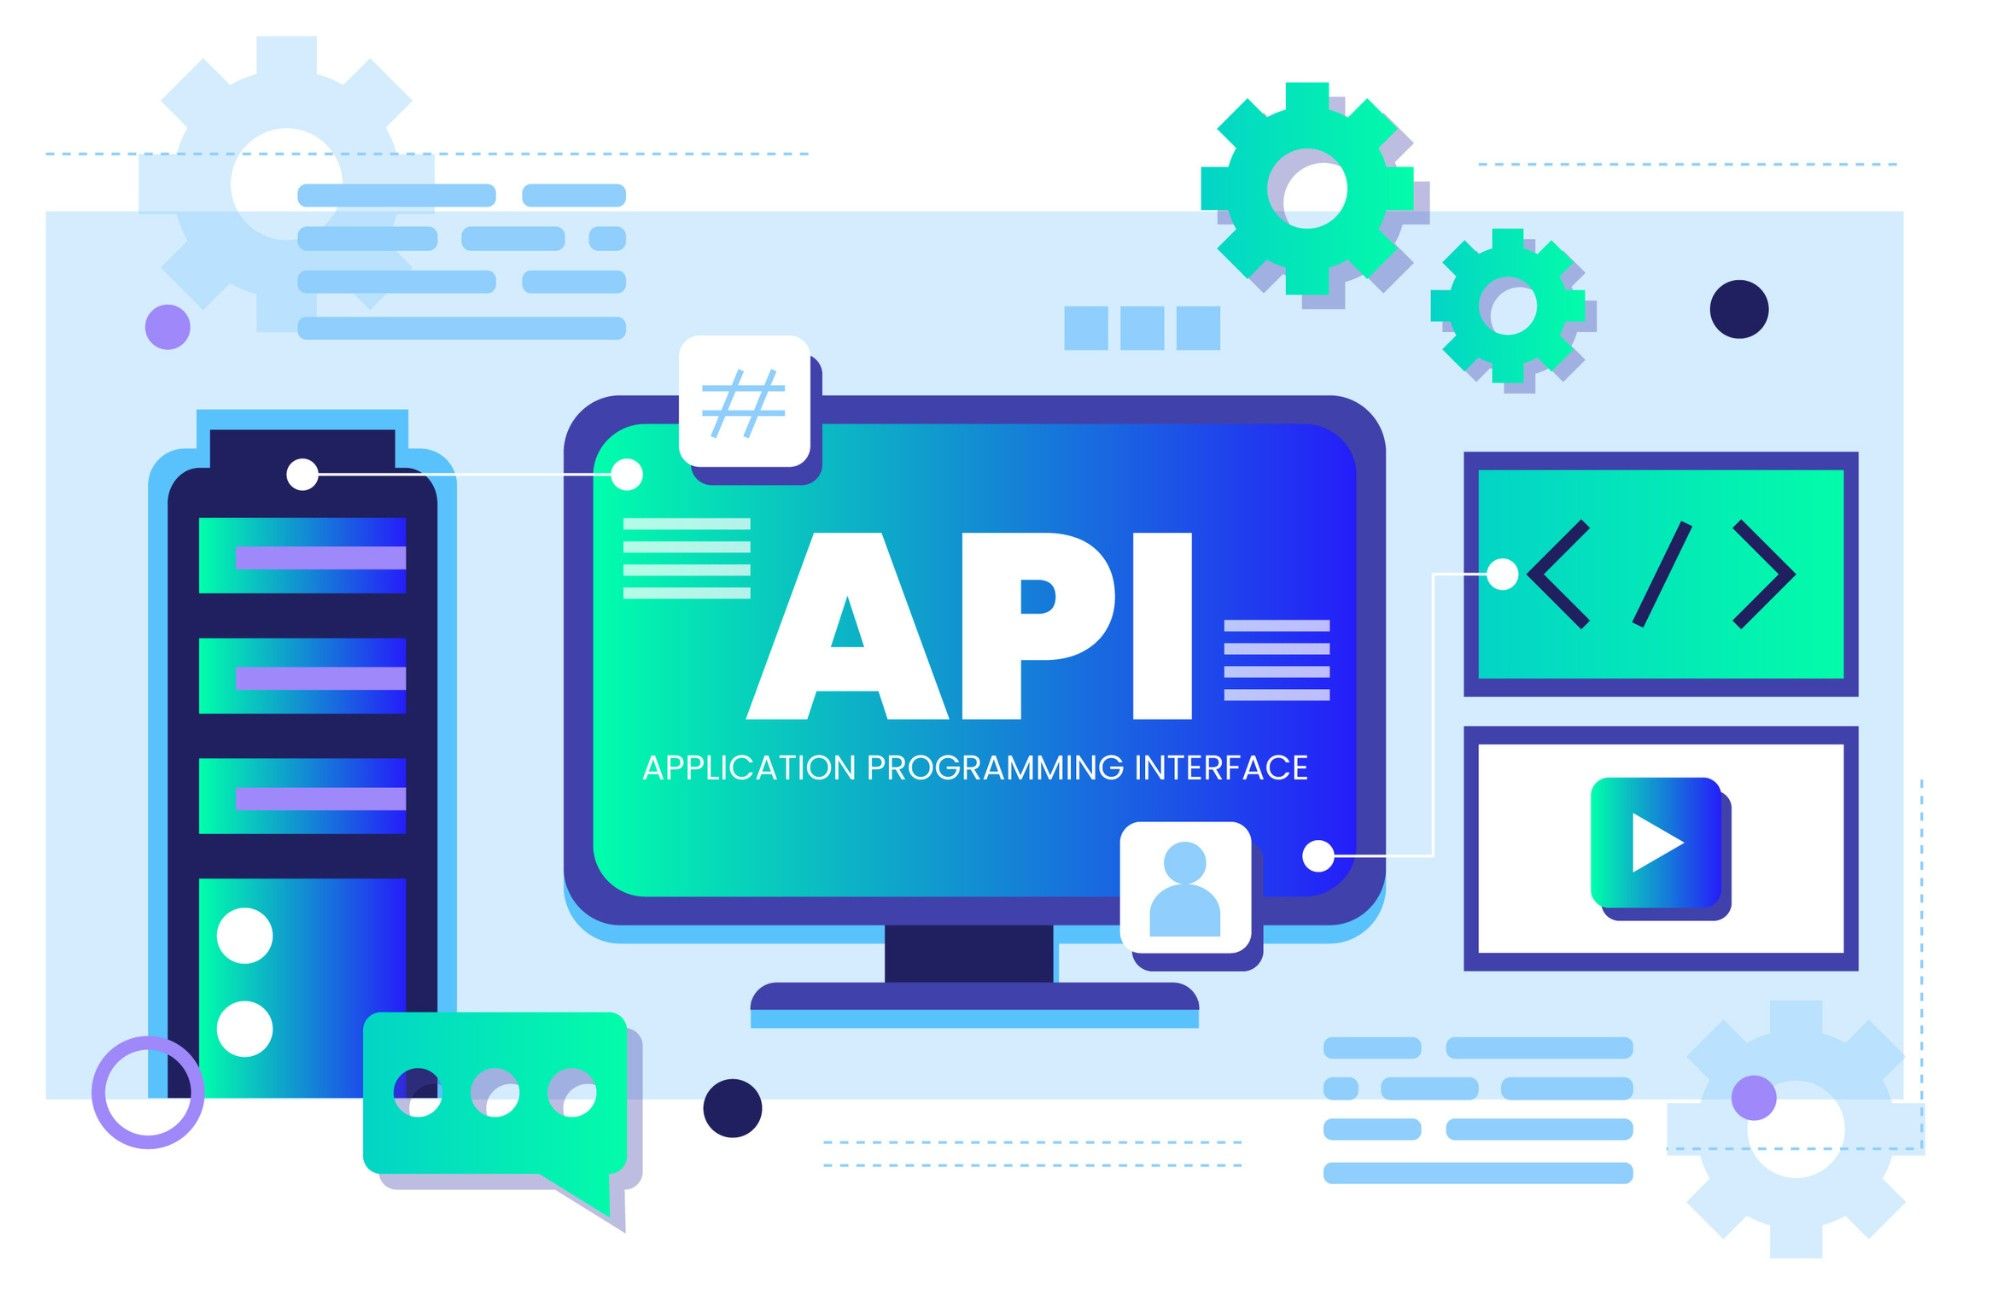 #
API
APPLICATION PROGRAMMING INTERFACE
</>